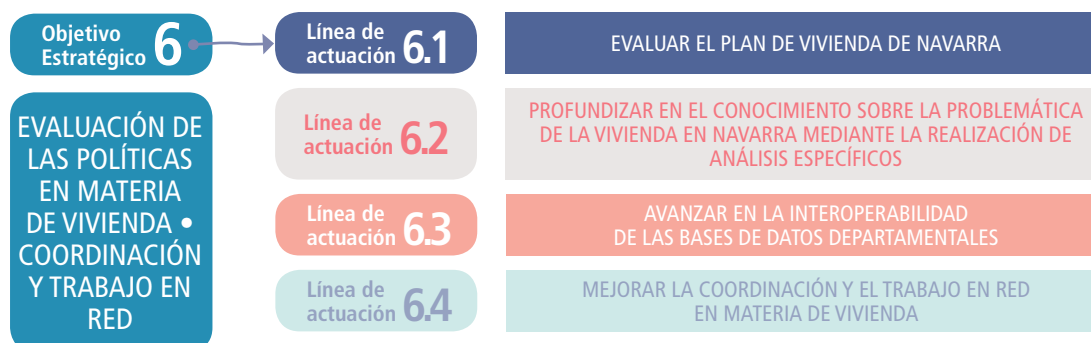 Objetivo
Estratégico 6
EVALUACIÓN DE
LAS POLÍTICAS
EN MATERIA
DE VIVIENDA •
COORDINACIÓN
Y TRABAJO EN
RED
Línea de
actuación 6.1
EVALUAR EL PLAN DE VIVIENDA DE NAVARRA
Línea de
actuación 6.2
PROFUNDIZAR EN EL CONOCIMIENTO SOBRE LA PROBLEMÁTICA
DE LA VIVIENDA EN NAVARRA MEDIANTE LA REALIZACIÓN DE
ANÁLISIS ESPECÍFICOS
Línea de
actuación 6.3
AVANZAR EN LA INTEROPERABILIDAD
DE LAS BASES DE DATOS DEPARTAMENTALES
Línea de
actuación 6.4
MEJORAR LA COORDINACIÓN Y EL TRABAJO EN RED
EN MATERIA DE VIVIENDA